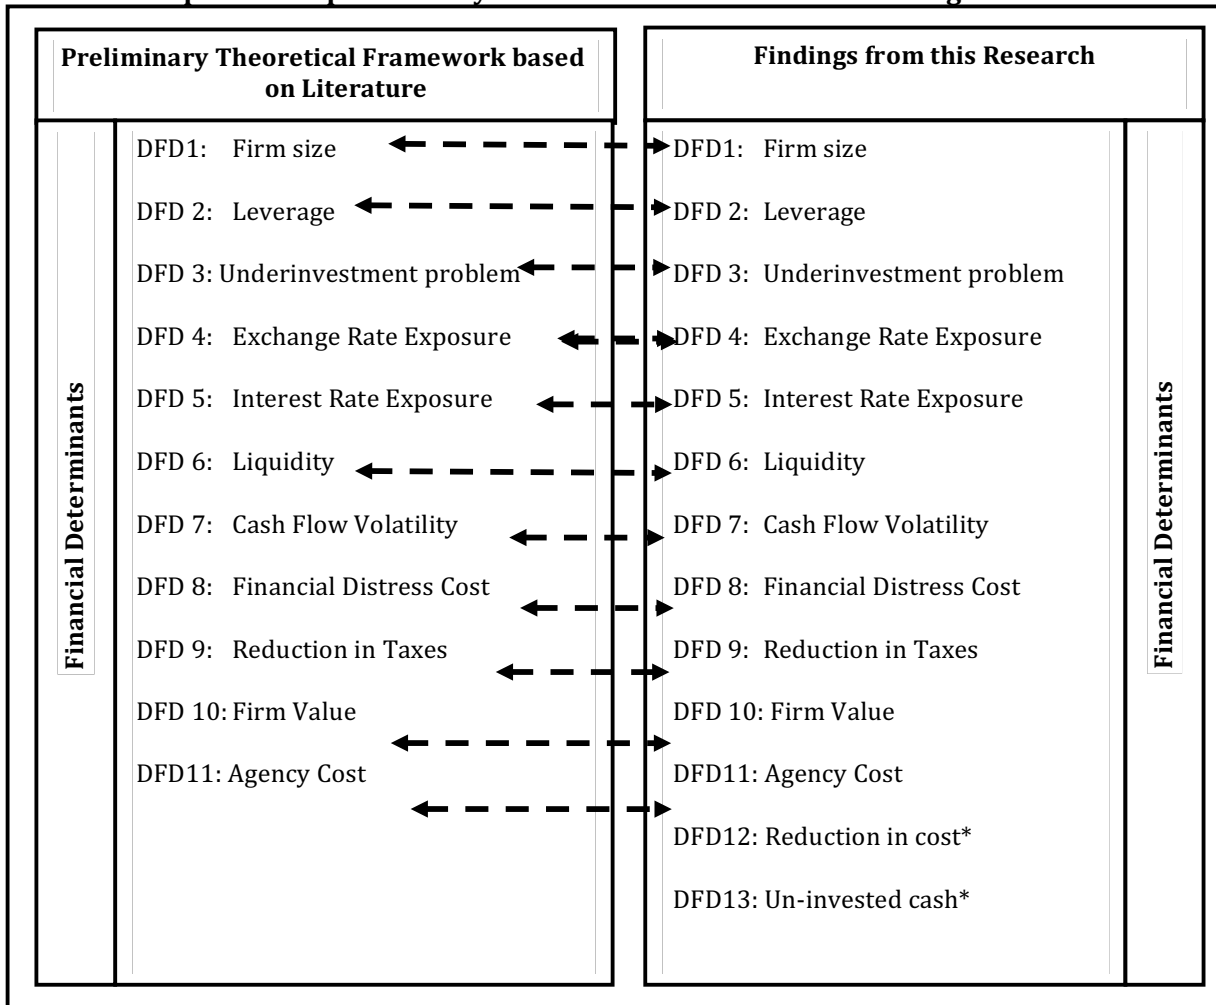 Preliminary Theoretical Framework based
on Literature
Findings from this Research
Financial Determinants
DFD1: Firm size
DFD 2: Leverage
DFD 3: Underinvestment problem
DFD 4: Exchange Rate Exposure
DFD 5: Interest Rate Exposure
DFD 6: Liquidity
DFD 7: Cash Flow Volatility
DFD 8: Financial Distress Cost
DFD 9: Reduction in Taxes
DFD 10: Firm Value
DFD11: Agency Cost
DFD1: Firm size
DFD 2: Leverage
DFD 3: Underinvestment problem
DFD 4: Exchange Rate Exposure
DFD 5: Interest Rate Exposure
DFD 6: Liquidity
DFD 7: Cash Flow Volatility
DFD 8: Financial Distress Cost
DFD 9: Reduction in Taxes
DFD 10: Firm Value
DFD11: Agency Cost
DFD12: Reduction in cost*
DFD13: Un-invested cash*
Financial Determinants